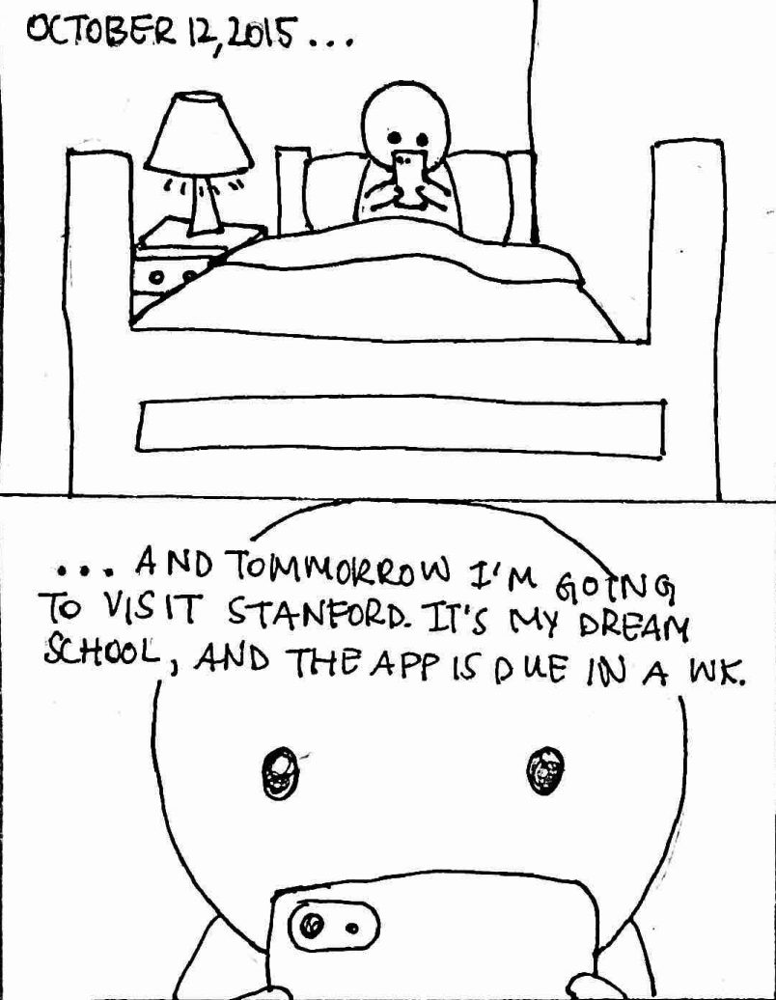 OCTOBER 12, 2015 ...
... AND TOMMORROW I'M GOING
TO VISIT STANFORD. IT'S MY DREAM
SCHOOL, AND THE APP IS DUE IN A WK.